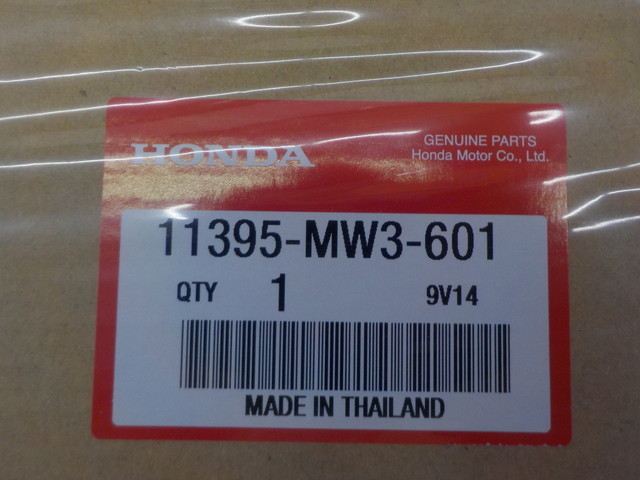 HONDA
GENUINE PARTS
Honda Motor Co., Ltd.
11395-MW3-601
QTY 1 9V14
MADE IN THAILAND